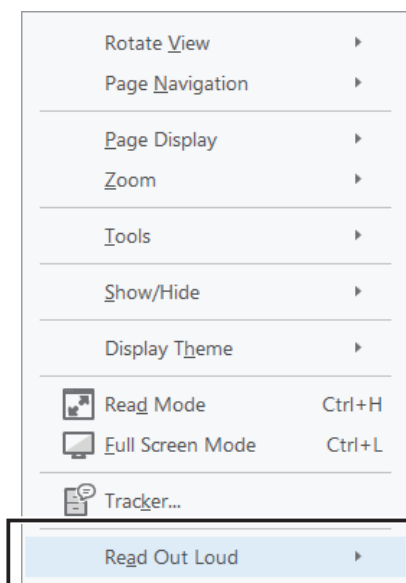 Rotate View
Page Navigation
Page Display
Zoom
Tools
Show/Hide
Display Theme
Read Mode Ctrl+H
Full Screen Mode Ctrl+L
Tracker...
Read Out Loud